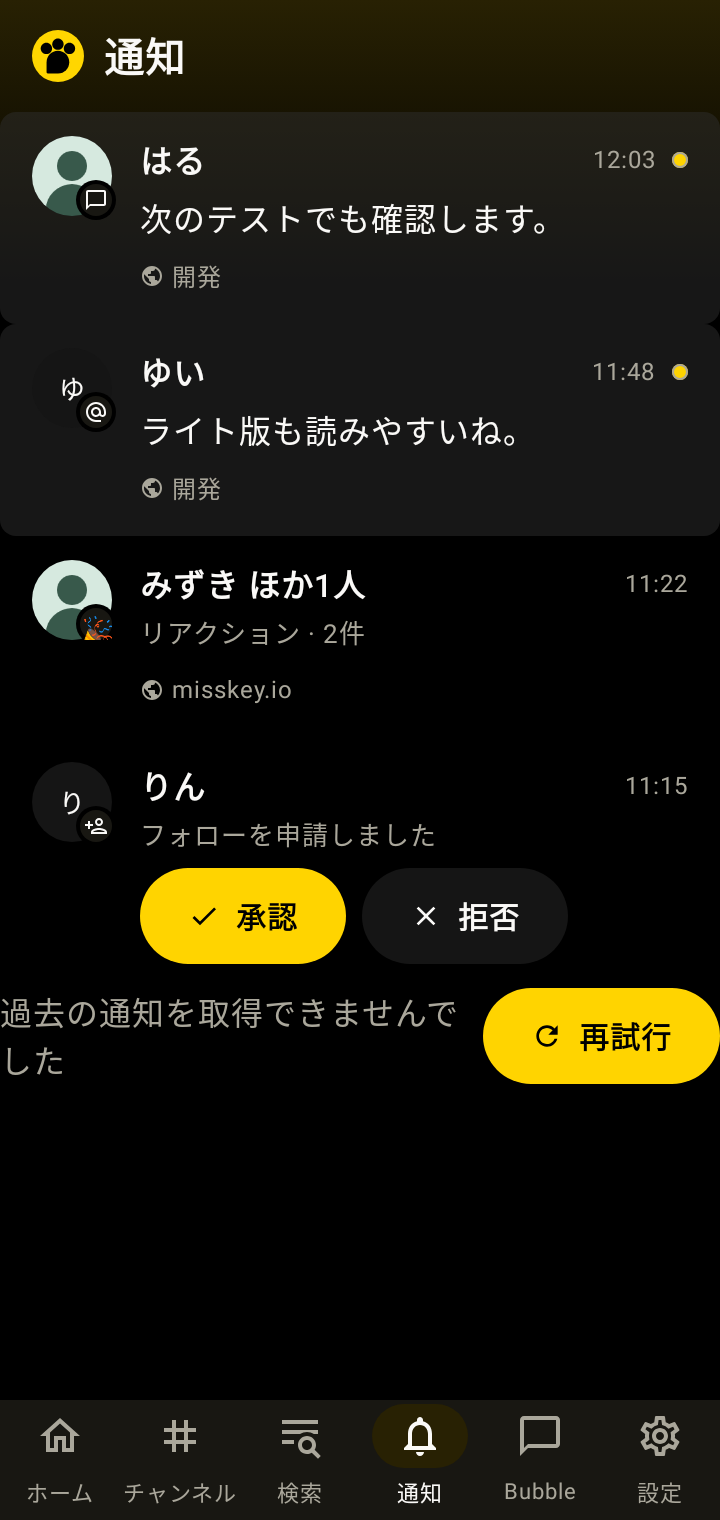 通知
はる 12:03
次のテストでも確認します。
開発
ゆ
ゆい 11:48
ライト版も読みやすいね。
開発
みずき ほか1人 11:22
リアクション · 2件
misskey.io
り
りん 11:15
フォローを申請しました
承認 拒否
過去の通知を取得できませんで
した
再試行
ホーム チャンネル 検索 通知 Bubble 設定